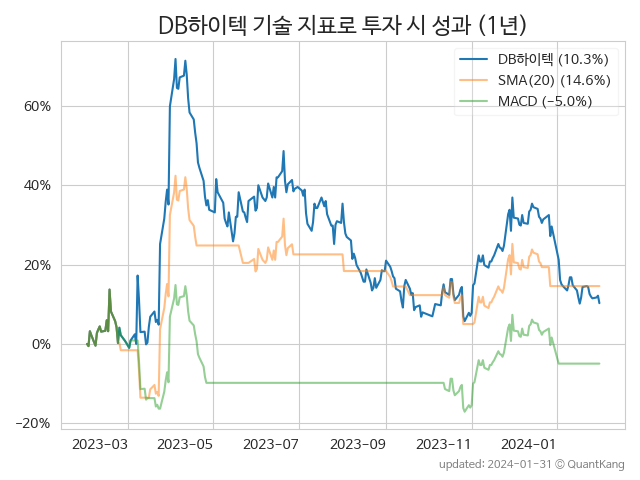 DB하이텍 기술 지표로 투자 시 성과 (1년)
DB하이텍 (10.3%)
SMA(20) (14.6%)
MACD (−5.0%)
60%
40%
20%
0%
−20%
2023-03
2023-05
2023-07
2023-09
2023-11
2024-01
updated: 2024-01-31 © QuantKang